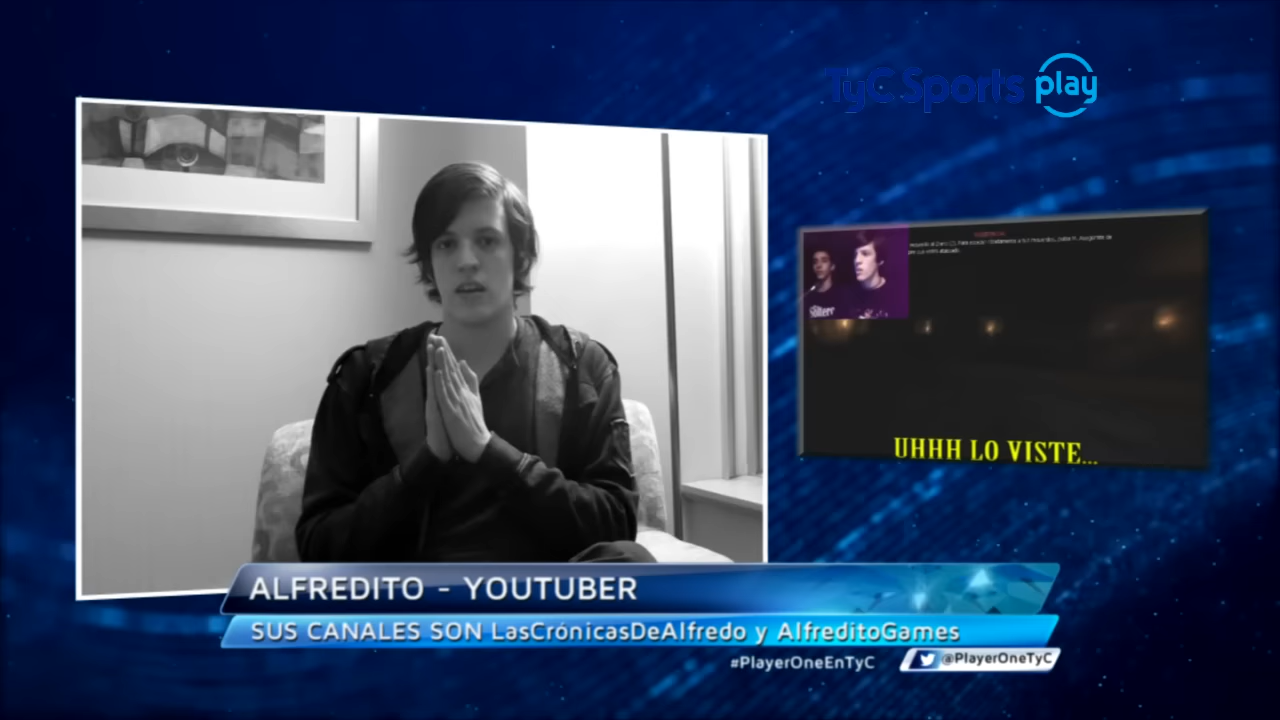 TyC Sports play
UHHH LO VISTE...
ALFREDITO - YOUTUBER
SUS CANALES SON LasCrónicasDeAlfredo y AlfreditoGames
#PlayerOneEnTyC
@PlayerOneTyC